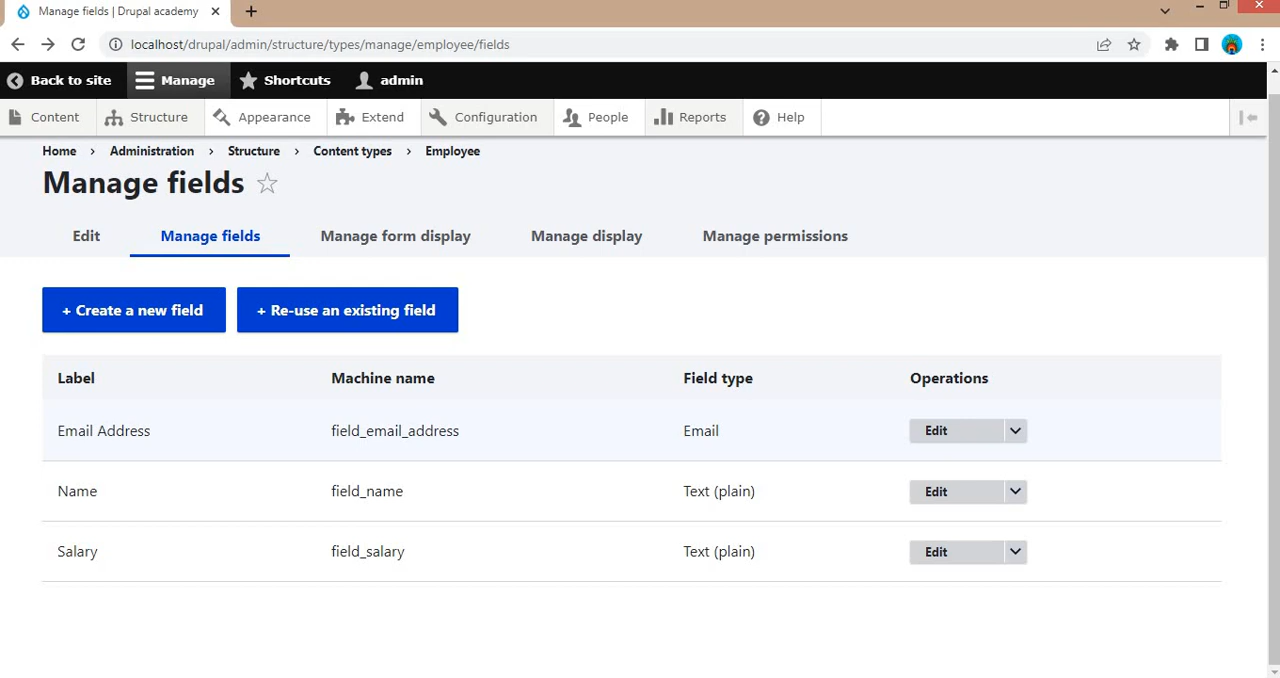 Manage fields | Drupal academy
localhost/drupal/admin/structure/types/manage/employee/fields
Back to site Manage Shortcuts admin
Content Structure Appearance Extend Configuration People Reports Help
Home › Administration › Structure › Content types › Employee
Manage fields
Edit Manage fields Manage form display Manage display Manage permissions
+ Create a new field + Re-use an existing field
Label Machine name Field type Operations
Email Address field_email_address Email Edit
Name field_name Text (plain) Edit
Salary field_salary Text (plain) Edit